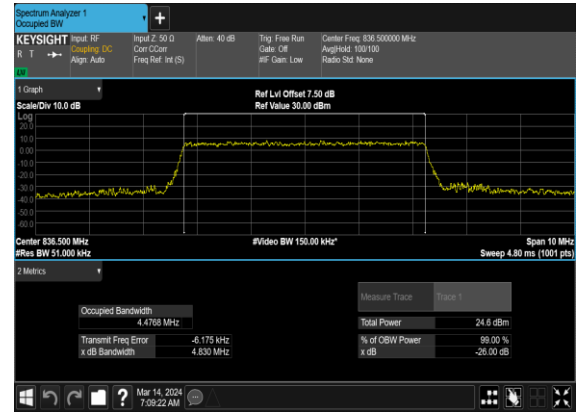 Spectrum Analyzer 1
Occupied BW
+
KEYSIGHT Input: RF Input Z: 50 Ω Atten: 40 dB Trig: Free Run Center Freq: 836.500000 MHz
R T Coupling: DC Corr CCorr Gate: Off Avg|Hold: 100/100
Align: Auto Freq Ref: Int (S) #IF Gain: Low Radio Std: None
LW
1 Graph Ref Lvl Offset 7.50 dB
Scale/Div 10.0 dB Ref Value 30.00 dBm
Log
20.0
10.0
0.00
-10.0
-20.0
-30.0
-40.0
-50.0
-60.0
Center 836.500 MHz #Video BW 150.00 kHz* Span 10 MHz
#Res BW 51.000 kHz Sweep 4.80 ms (1001 pts)
2 Metrics
Measure Trace Trace 1
Occupied Bandwidth
4.4768 MHz Total Power 24.6 dBm
Transmit Freq Error -6.175 kHz % of OBW Power 99.00 %
x dB Bandwidth 4.830 MHz x dB -26.00 dB
? Mar 14, 2024
7:09:22 AM